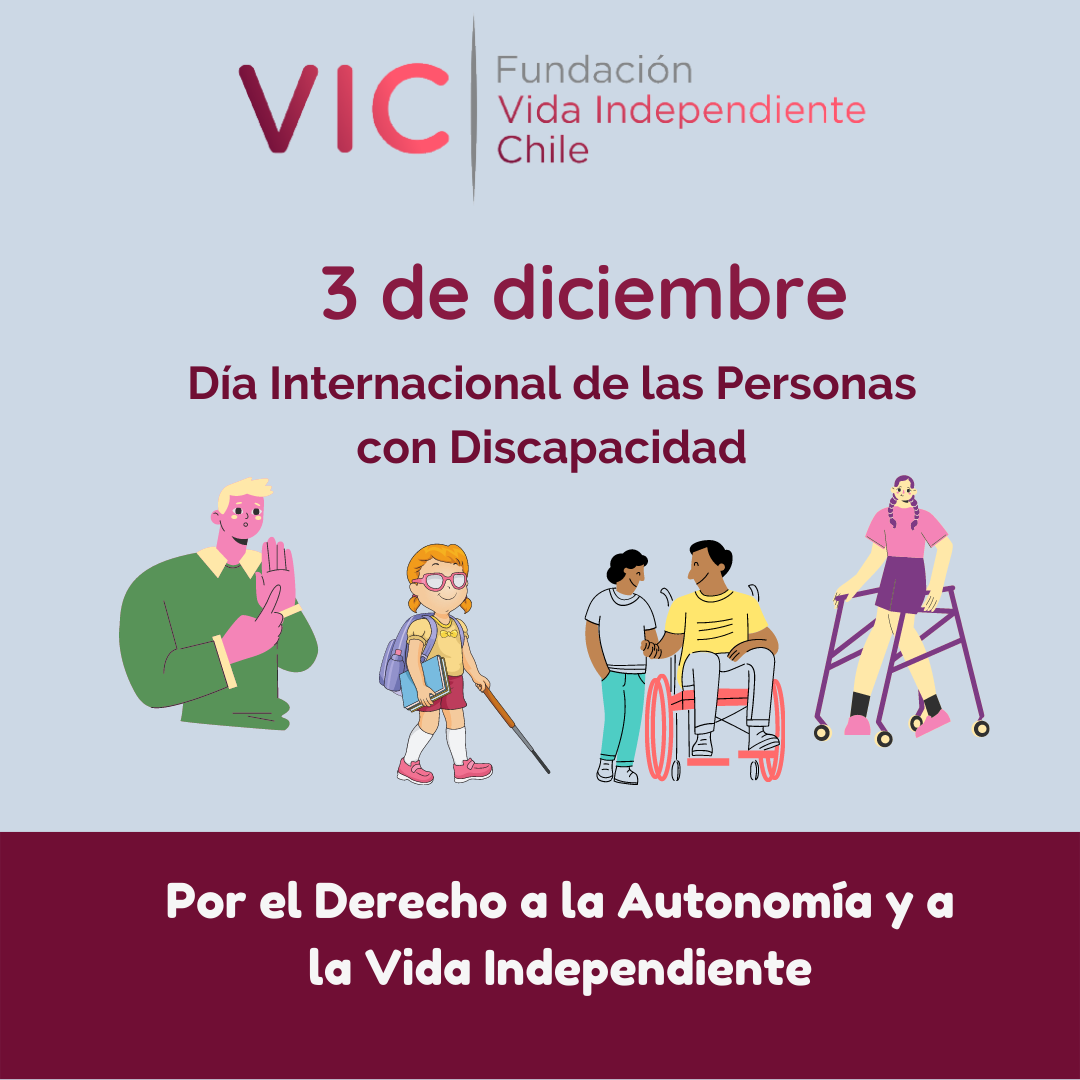 VIC
Fundación
Vida Independiente
Chile
3 de diciembre
Día Internacional de las Personas
con Discapacidad
Por el Derecho a la Autonomía y a
la Vida Independiente